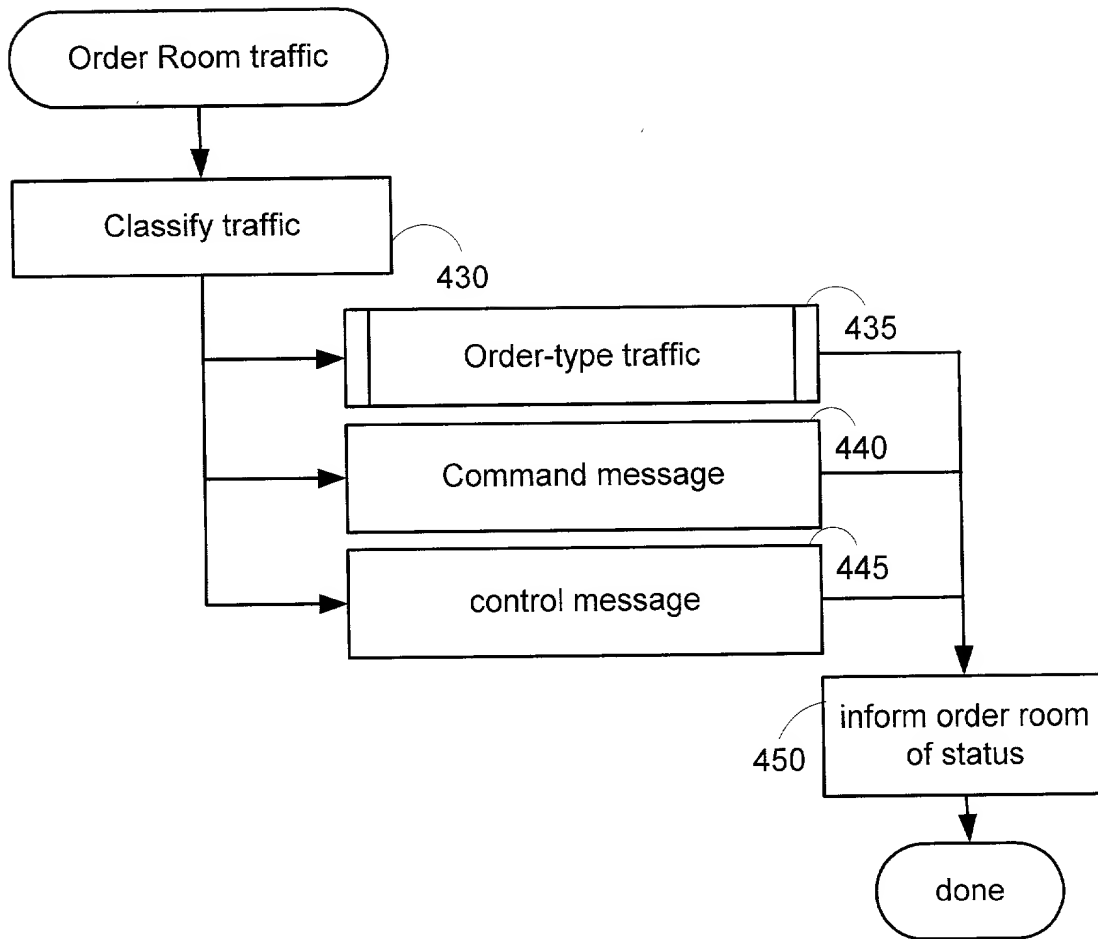 Order Room traffic
Classify traffic
430
Order-type traffic
435
Command message
440
control message
445
inform order room
of status
450
done